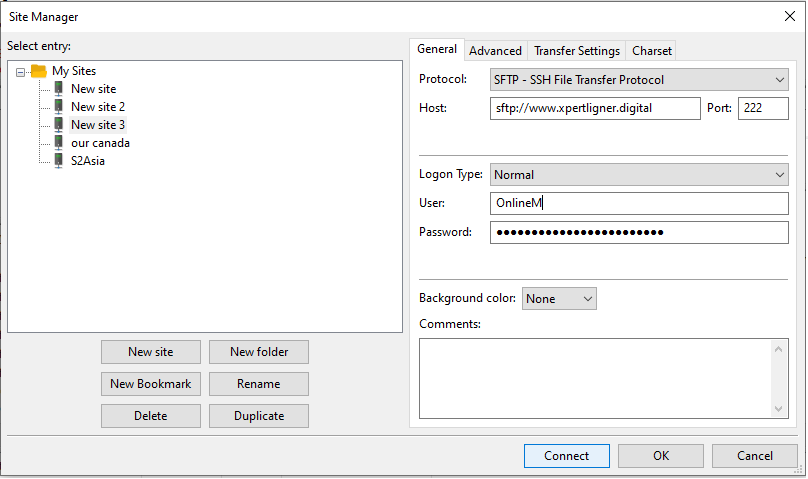 Site Manager
Select entry:
My Sites
New site
New site 2
New site 3
our canada
S2Asia
New site New folder
New Bookmark Rename
Delete Duplicate
General Advanced Transfer Settings Charset
Protocol: SFTP - SSH File Transfer Protocol
Host: sftp://www.xpertligner.digital Port: 222
Logon Type: Normal
User: OnlineM
Password: ••••••••••••••••••••••••
Background color: None
Comments:
Connect OK Cancel